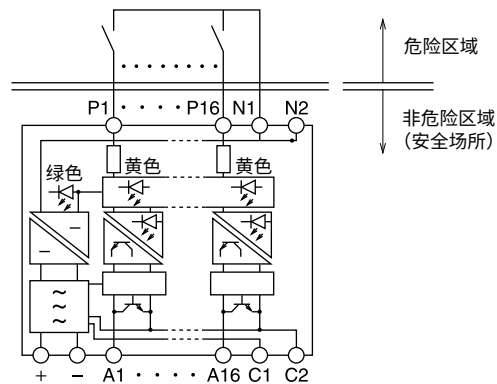 危险区域
P1 · · · · P16 N1 N2
非危险区域
（安全场所）
绿色
黄色
黄色
+ − A1 · · · · · A16 C1 C2